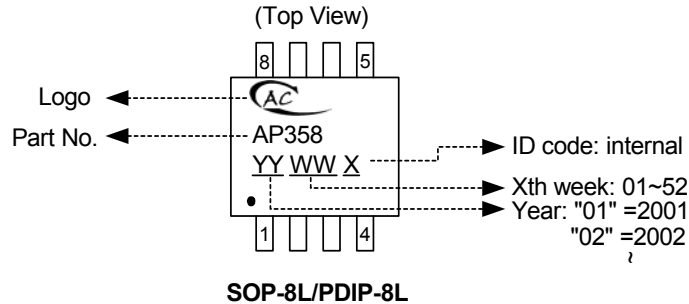 (Top View)
8 5
Logo
AC
Part No.
AP358
YY WW X
ID code: internal
Xth week: 01~52
Year: "01" =2001
"02" =2002
~
1 4
SOP-8L/PDIP-8L